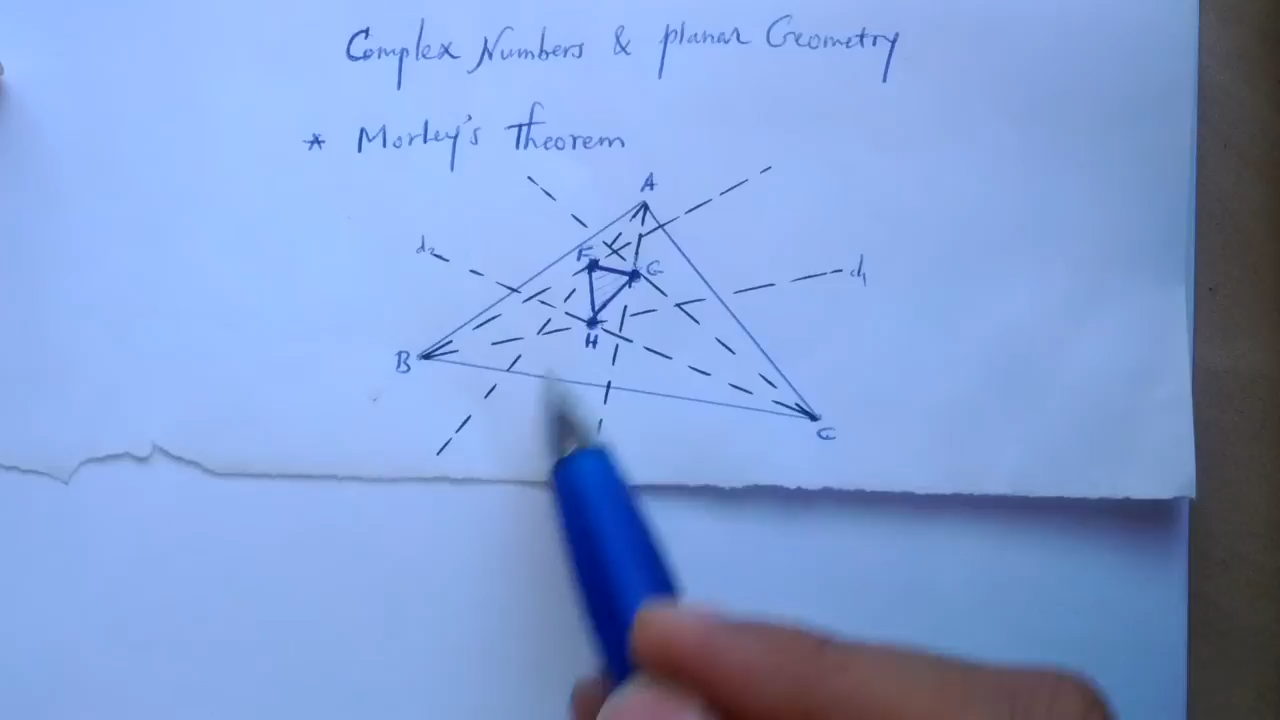 Complex Numbers & planar Geometry
* Morley's Theorem
A
d2
F
G
d1
H
B
C